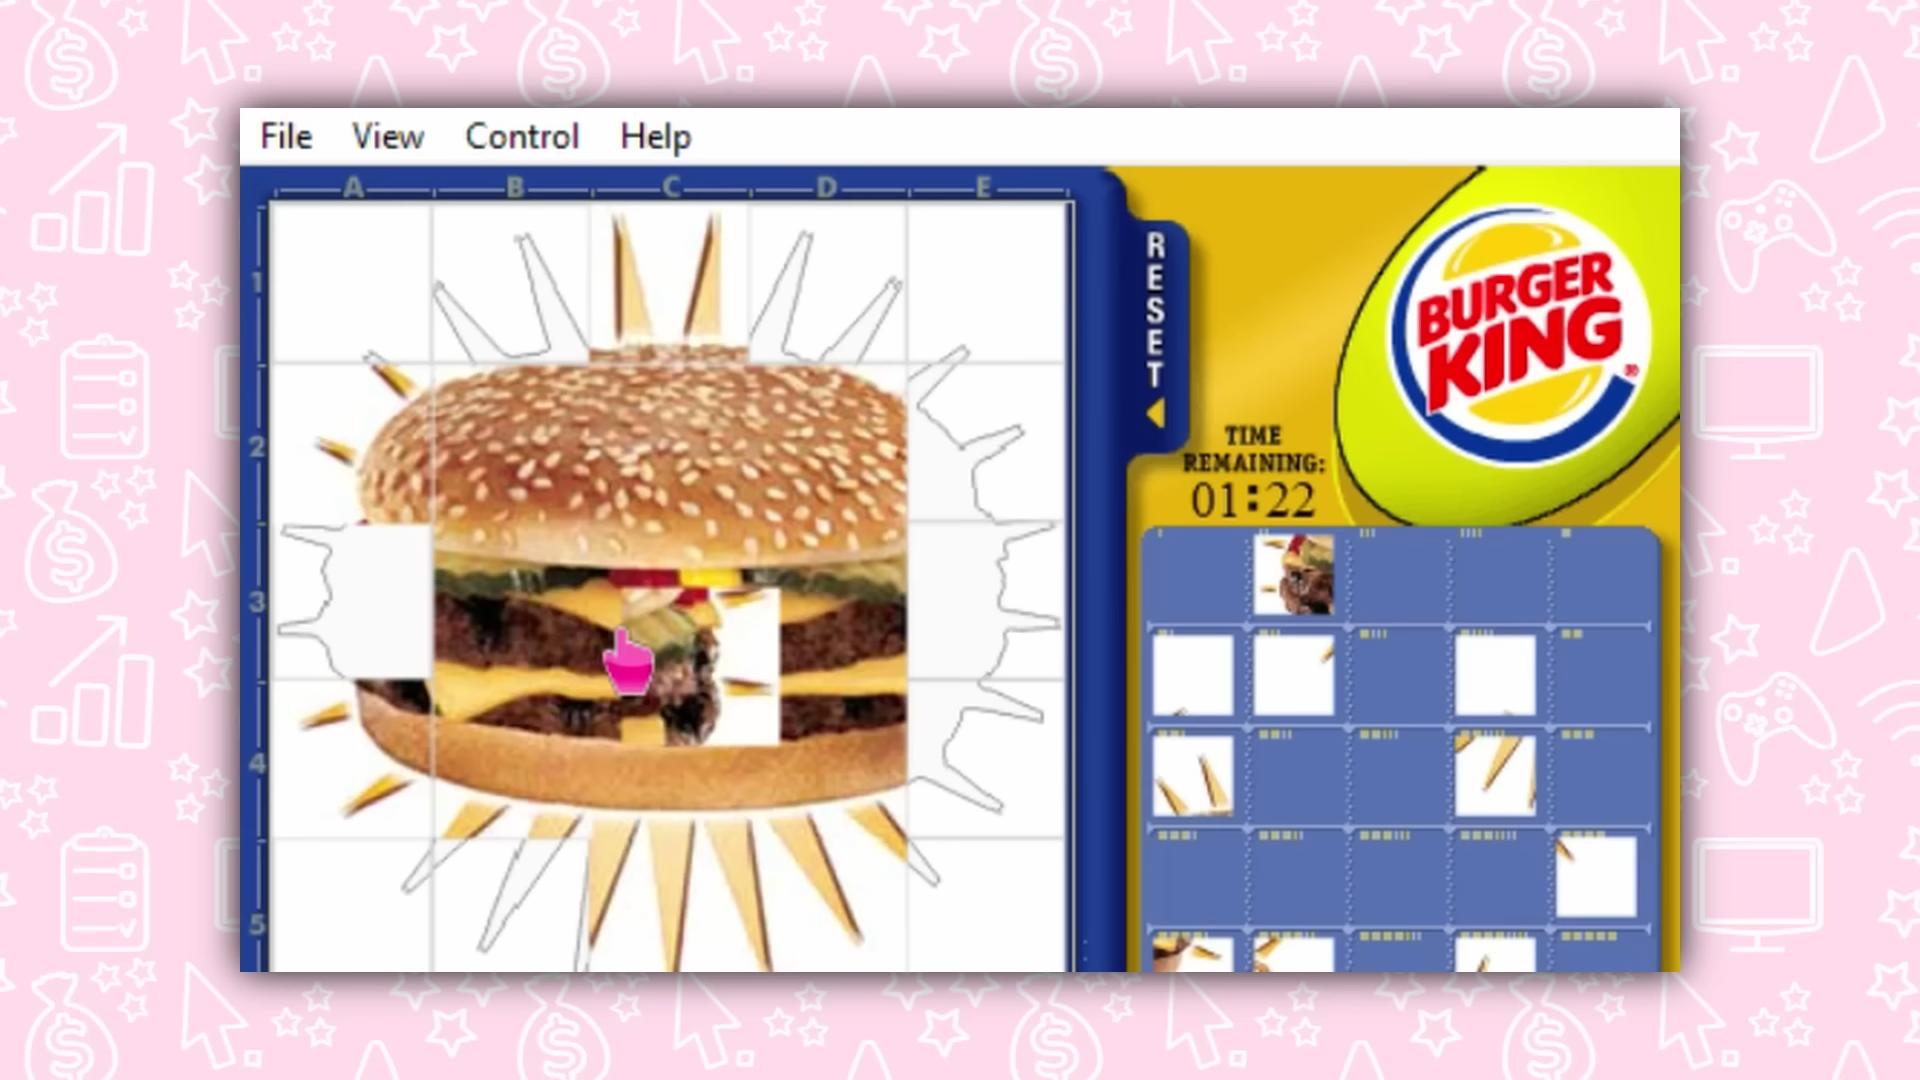 File View Control Help
A B C D E
1
2
3
4
5
RESET
BURGER
KING
®
TIME
REMAINING:
01:22